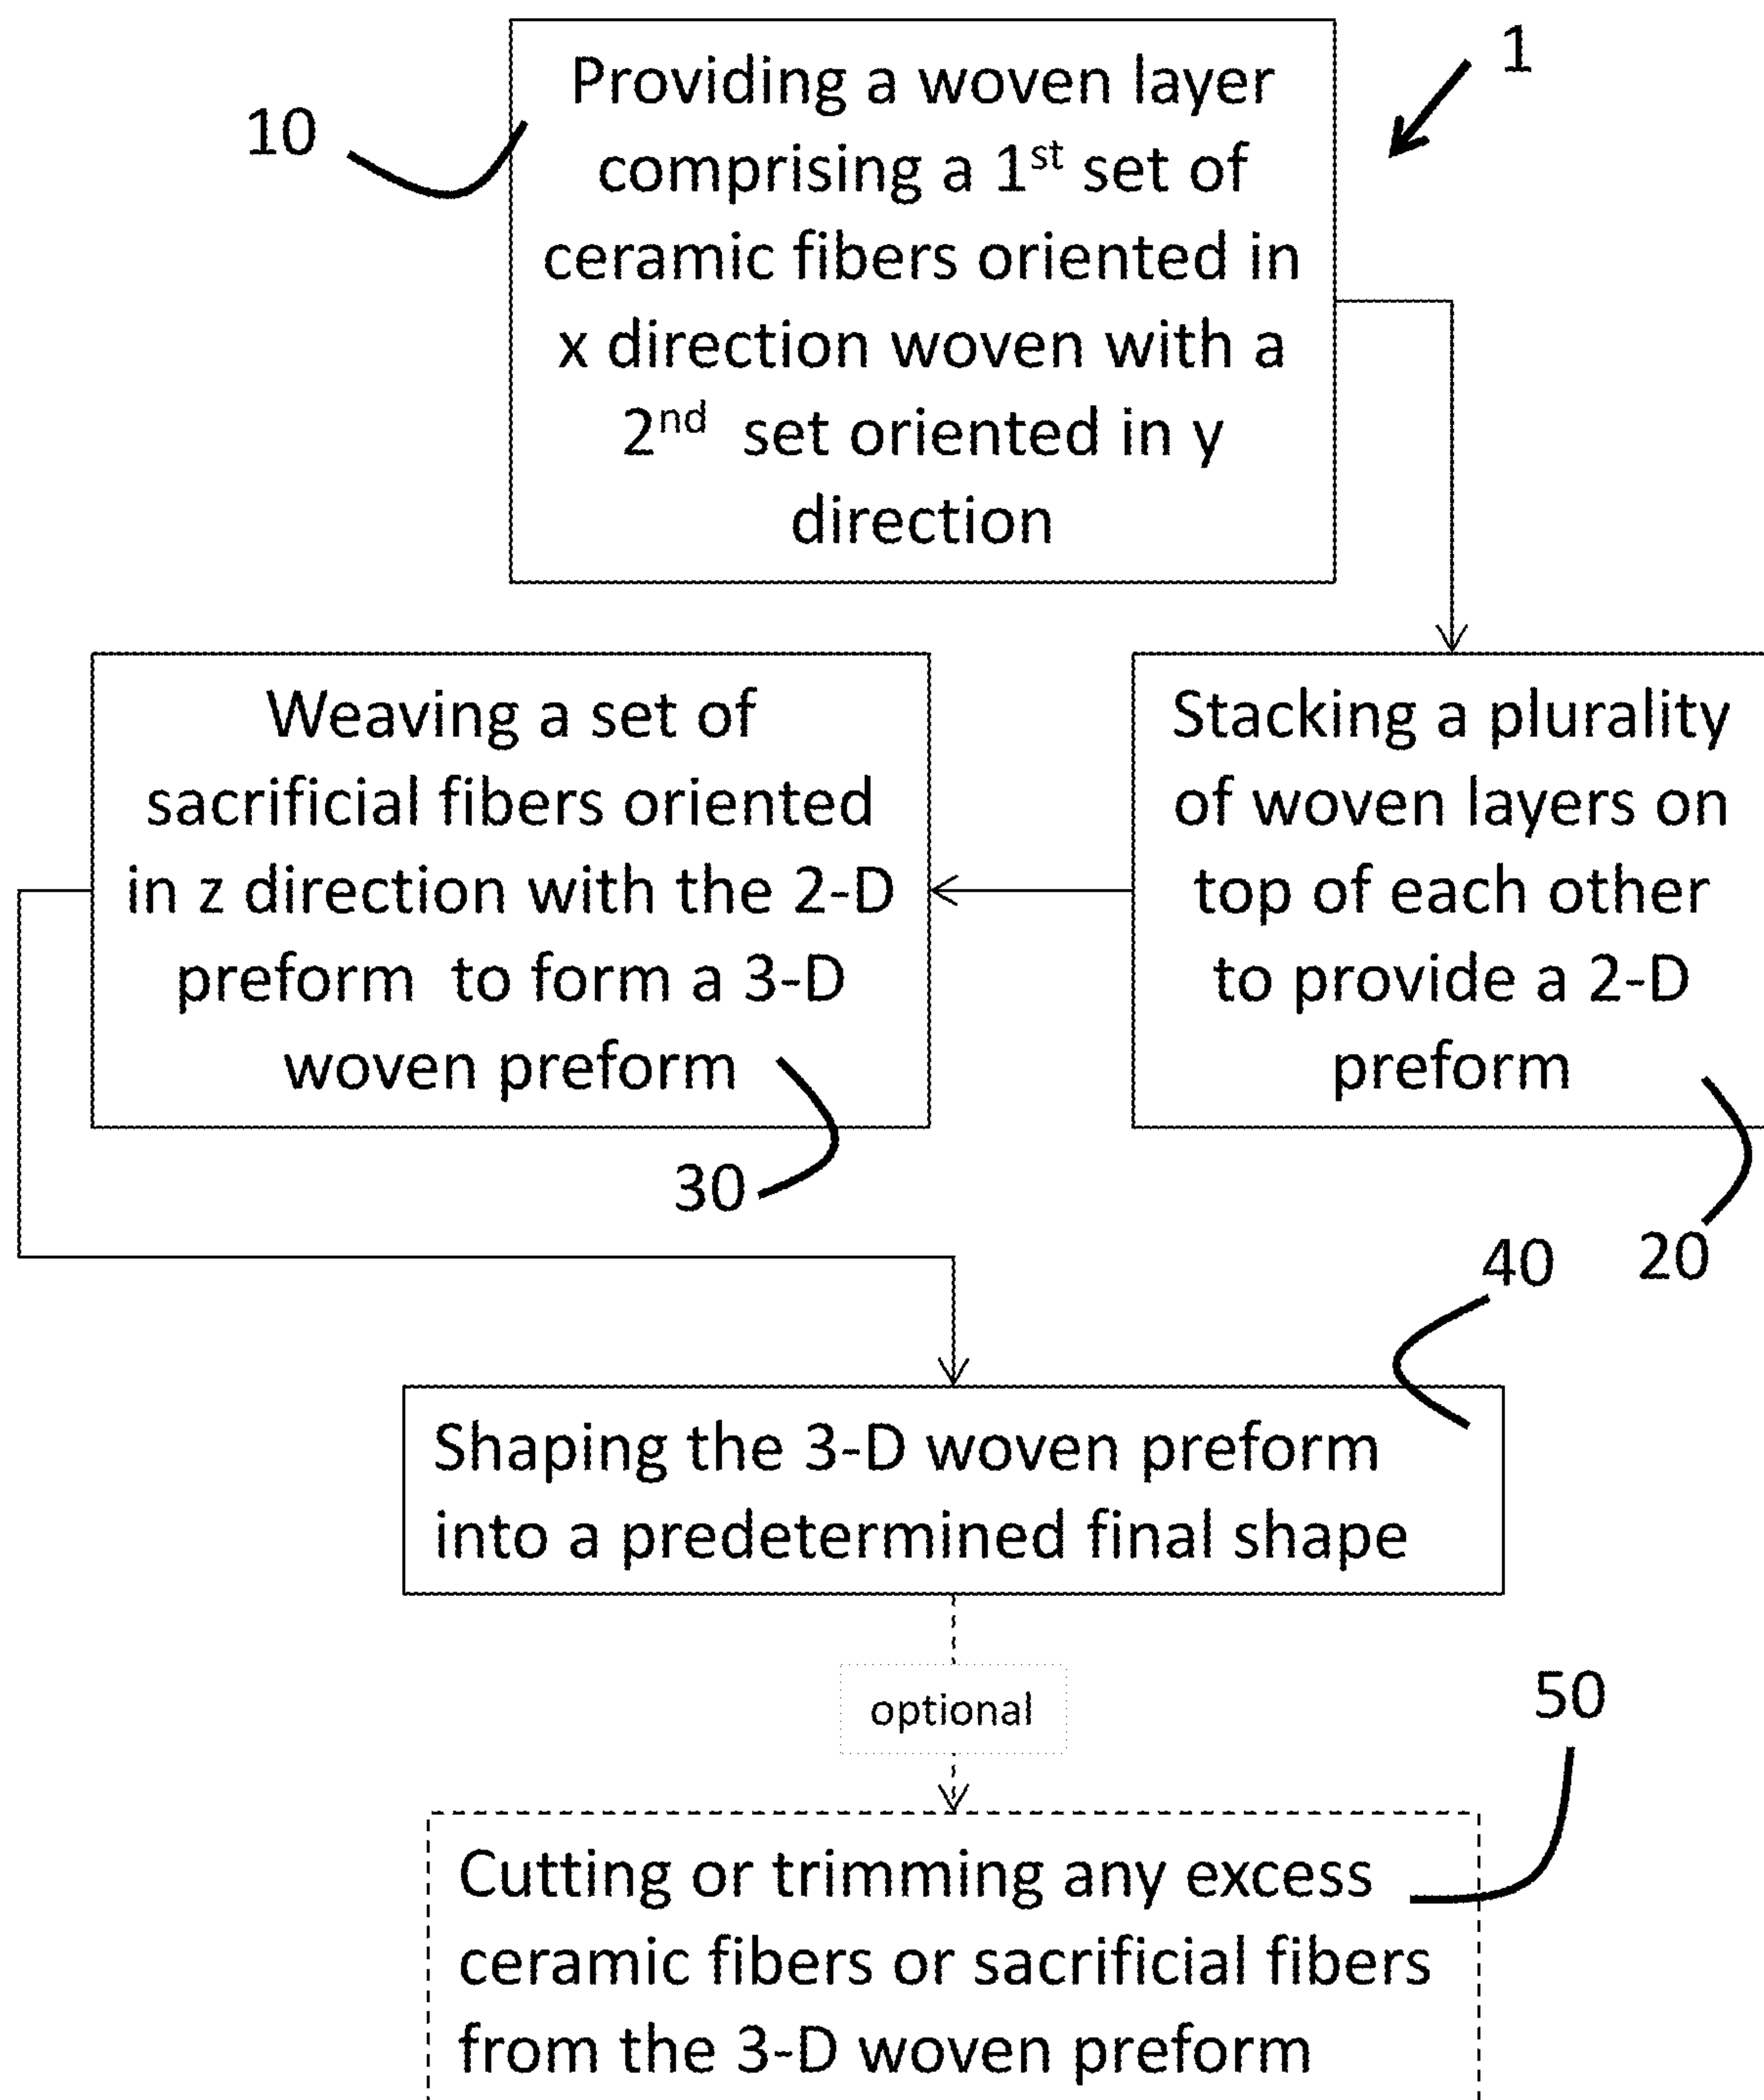 1
10
Providing a woven layer
comprising a 1st set of
ceramic fibers oriented in
x direction woven with a
2nd set oriented in y
direction
Stacking a plurality
of woven layers on
top of each other
to provide a 2-D
preform
20
Weaving a set of
sacrificial fibers oriented
in z direction with the 2-D
preform to form a 3-D
woven preform
30
40
Shaping the 3-D woven preform
into a predetermined final shape
optional
50
Cutting or trimming any excess
ceramic fibers or sacrificial fibers
from the 3-D woven preform